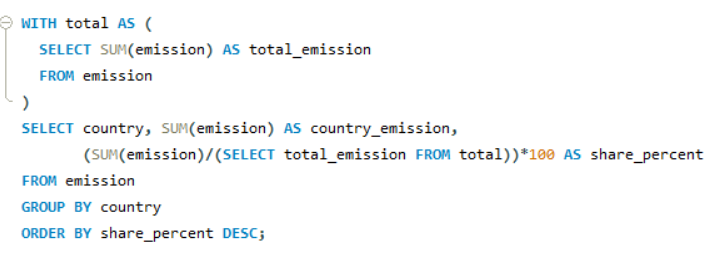 WITH total AS (
SELECT SUM(emission) AS total_emission
FROM emission
)
SELECT country, SUM(emission) AS country_emission,
(SUM(emission)/(SELECT total_emission FROM total))*100 AS share_percent
FROM emission
GROUP BY country
ORDER BY share_percent DESC;